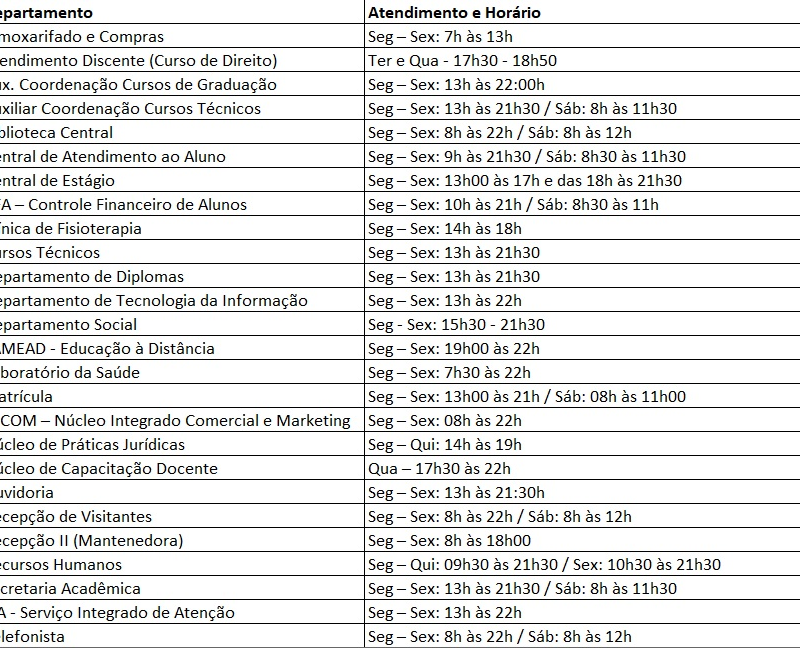 epartamento Atendimento e Horário
moxarifado e Compras Seg – Sex: 7h às 13h
endimento Discente (Curso de Direito) Ter e Qua - 17h30 - 18h50
ux. Coordenação Cursos de Graduação Seg – Sex: 13h às 22:00h
uxiliar Coordenação Cursos Técnicos Seg – Sex: 13h às 21h30 / Sáb: 8h às 11h30
blioteca Central Seg – Sex: 8h às 22h / Sáb: 8h às 12h
entral de Atendimento ao Aluno Seg – Sex: 9h às 21h30 / Sáb: 8h30 às 11h30
entral de Estágio Seg – Sex: 13h00 às 17h e das 18h às 21h30
FA – Controle Financeiro de Alunos Seg – Sex: 10h às 21h / Sáb: 8h30 às 11h
ínica de Fisioterapia Seg – Sex: 14h às 18h
ursos Técnicos Seg – Sex: 13h às 21h30
epartamento de Diplomas Seg – Sex: 13h às 21h30
epartamento de Tecnologia da Informação Seg – Sex: 13h às 22h
epartamento Social Seg - Sex: 15h30 - 21h30
AMEAD - Educação à Distância Seg – Sex: 19h00 às 22h
boratório da Saúde Seg – Sex: 7h30 às 22h
atrícula Seg – Sex: 13h00 às 21h / Sáb: 08h às 11h00
COM – Núcleo Integrado Comercial e Marketing Seg – Sex: 08h às 22h
úcleo de Práticas Jurídicas Seg – Qui: 14h às 19h
úcleo de Capacitação Docente Qua – 17h30 às 22h
uvidoria Seg – Sex: 13h às 21:30h
ecepção de Visitantes Seg – Sex: 8h às 22h / Sáb: 8h às 12h
ecepção II (Mantenedora) Seg – Sex: 8h às 18h00
ecursos Humanos Seg – Qui: 09h30 às 21h30 / Sex: 10h30 às 21h30
cretaria Acadêmica Seg – Sex: 13h às 21h30 / Sáb: 8h às 11h30
A - Serviço Integrado de Atenção Seg – Sex: 13h às 22h
lefonista Seg – Sex: 8h às 22h / Sáb: 8h às 12h